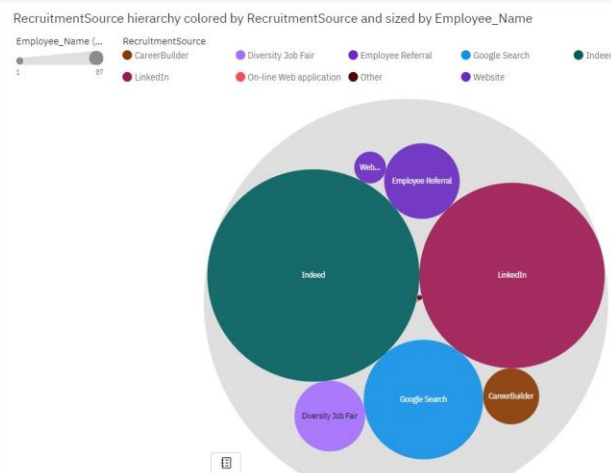 RecruitmentSource hierarchy colored by RecruitmentSource and sized by Employee_Name
Employee_Name (...
1 87
RecruitmentSource
CareerBuilder Diversity Job Fair Employee Referral Google Search Indeed
LinkedIn On-line Web application Other Website
Web...
Employee Referral
Indeed
LinkedIn
Google Search
CareerBuilder
Diversity Job Fair